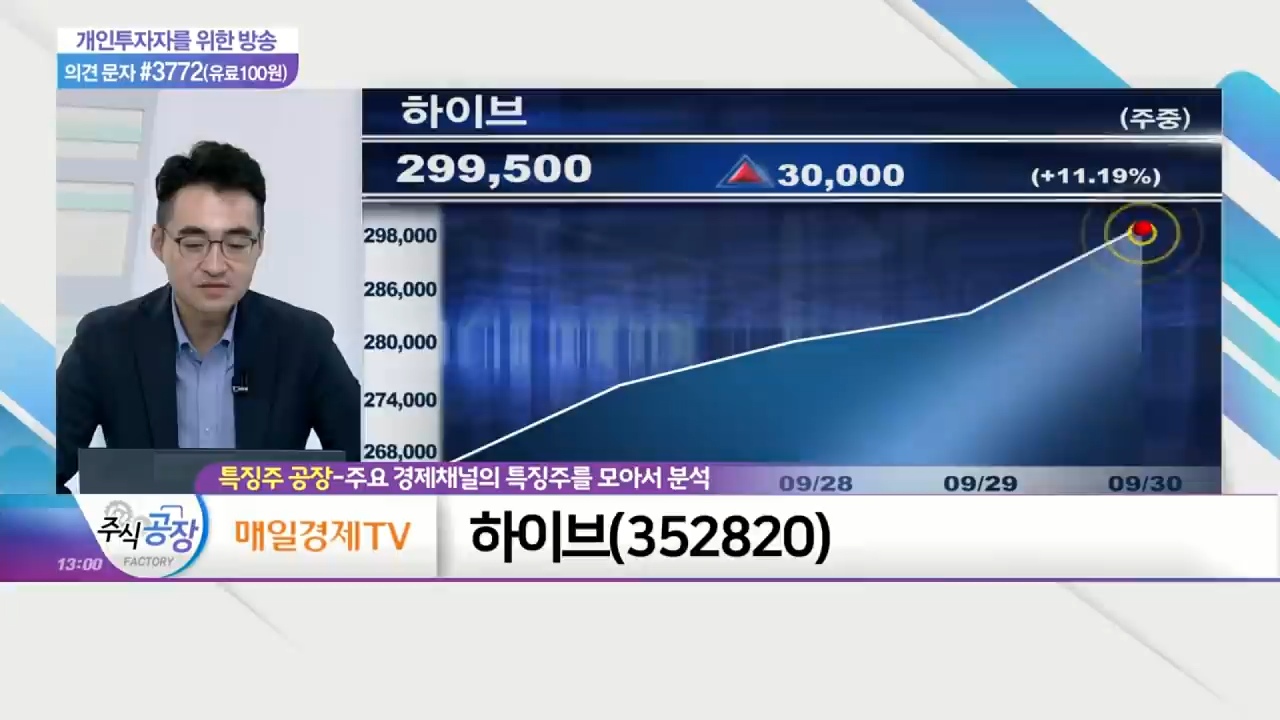 개인투자자를 위한 방송
의견 문자 #3772(유료100원)
하이브
(주중)
299,500
30,000
(+11.19%)
298,000
286,000
280,000
274,000
268,000
09/28
09/29
09/30
특징주 공장-주요 경제채널의 특징주를 모아서 분석
주식공장
FACTORY
13:00
매일경제TV
하이브(352820)